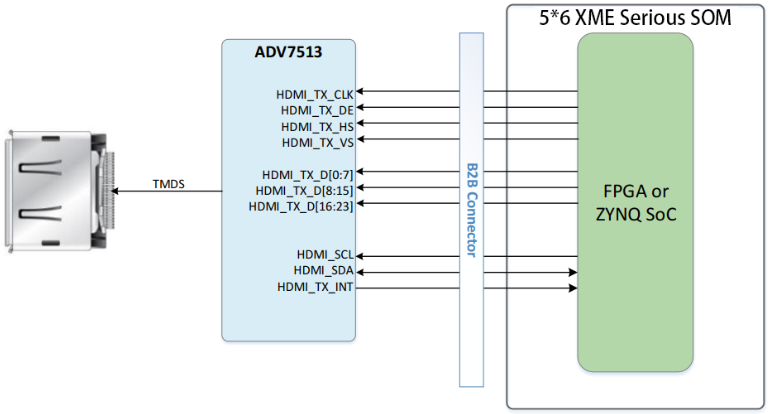 5*6 XME Serious SOM
ADV7513
HDMI_TX_CLK
HDMI_TX_DE
HDMI_TX_HS
HDMI_TX_VS
HDMI_TX_D[0:7]
HDMI_TX_D[8:15]
HDMI_TX_D[16:23]
HDMI_SCL
HDMI_SDA
HDMI_TX_INT
TMDS
B2B Connector
FPGA or
ZYNQ SoC